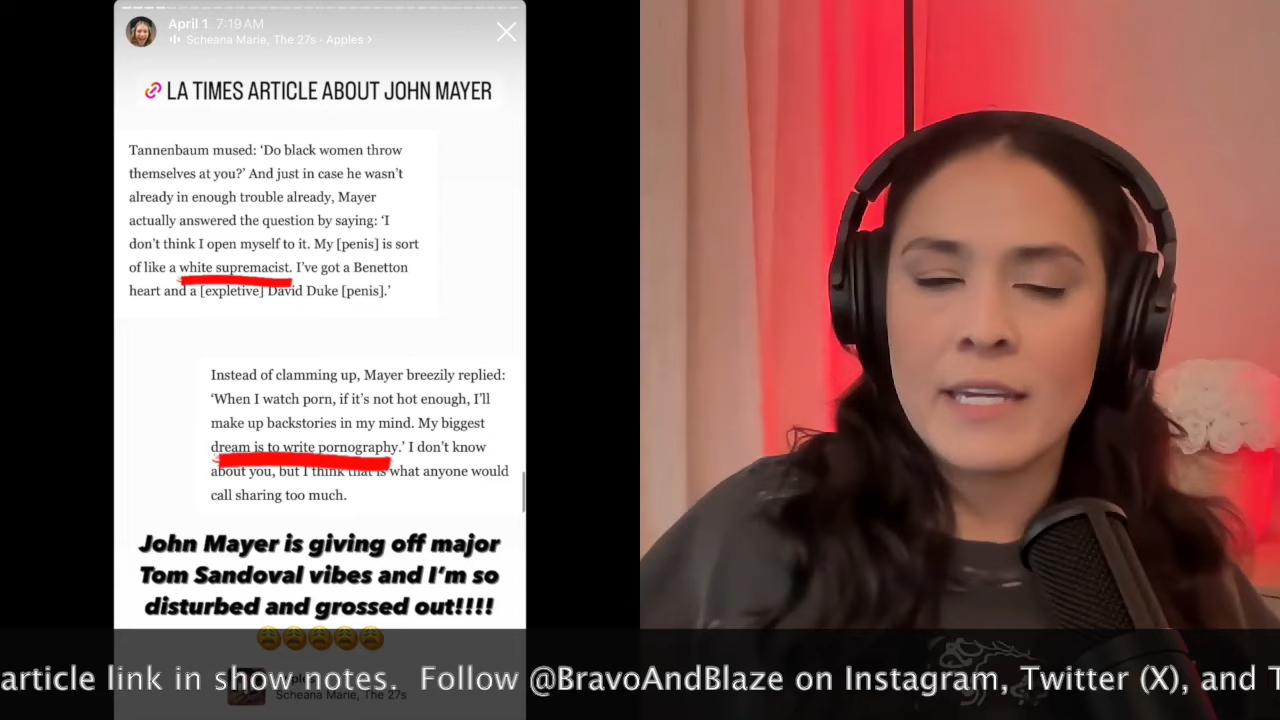 April 1 7:19 AM
Scheana Marie, The 27s · Apples >
LA TIMES ARTICLE ABOUT JOHN MAYER
Tannenbaum mused: ‘Do black women throw
themselves at you?’ And just in case he wasn’t
already in enough trouble already, Mayer
actually answered the question by saying: ‘I
don’t think I open myself to it. My [penis] is sort
of like a white supremacist. I’ve got a Benetton
heart and a [expletive] David Duke [penis].’
Instead of clamming up, Mayer breezily replied:
‘When I watch porn, if it’s not hot enough, I’ll
make up backstories in my mind. My biggest
dream is to write pornography.’ I don’t know
about you, but I think that is what anyone would
call sharing too much.
John Mayer is giving off major
Tom Sandoval vibes and I’m so
disturbed and grossed out!!!!
article link in show notes. Follow @BravoAndBlaze on Instagram, Twitter (X), and T
Scheana Marie, The 27s